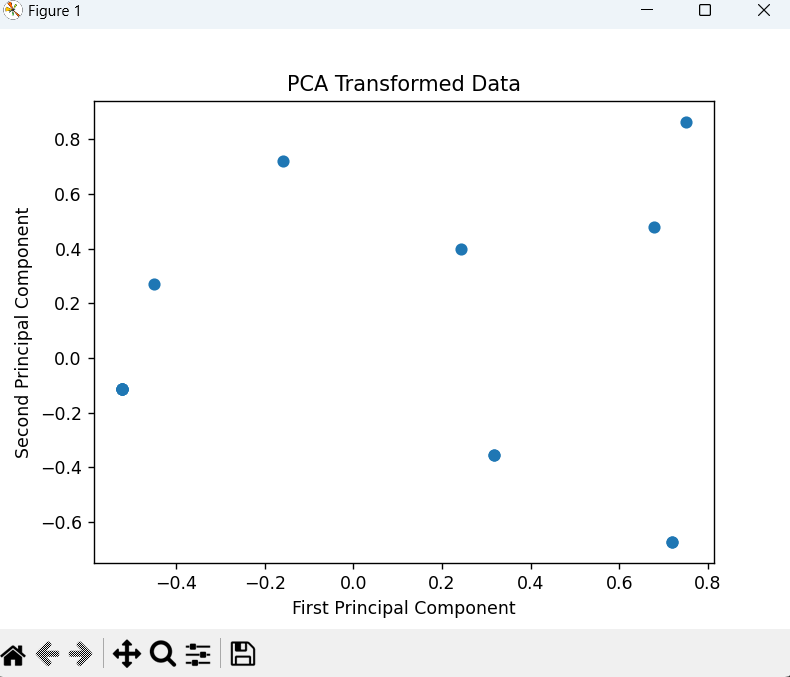 Figure 1
PCA Transformed Data
Second Principal Component
0.8
0.6
0.4
0.2
0.0
−0.2
−0.4
−0.6
−0.4 −0.2 0.0 0.2 0.4 0.6 0.8
First Principal Component